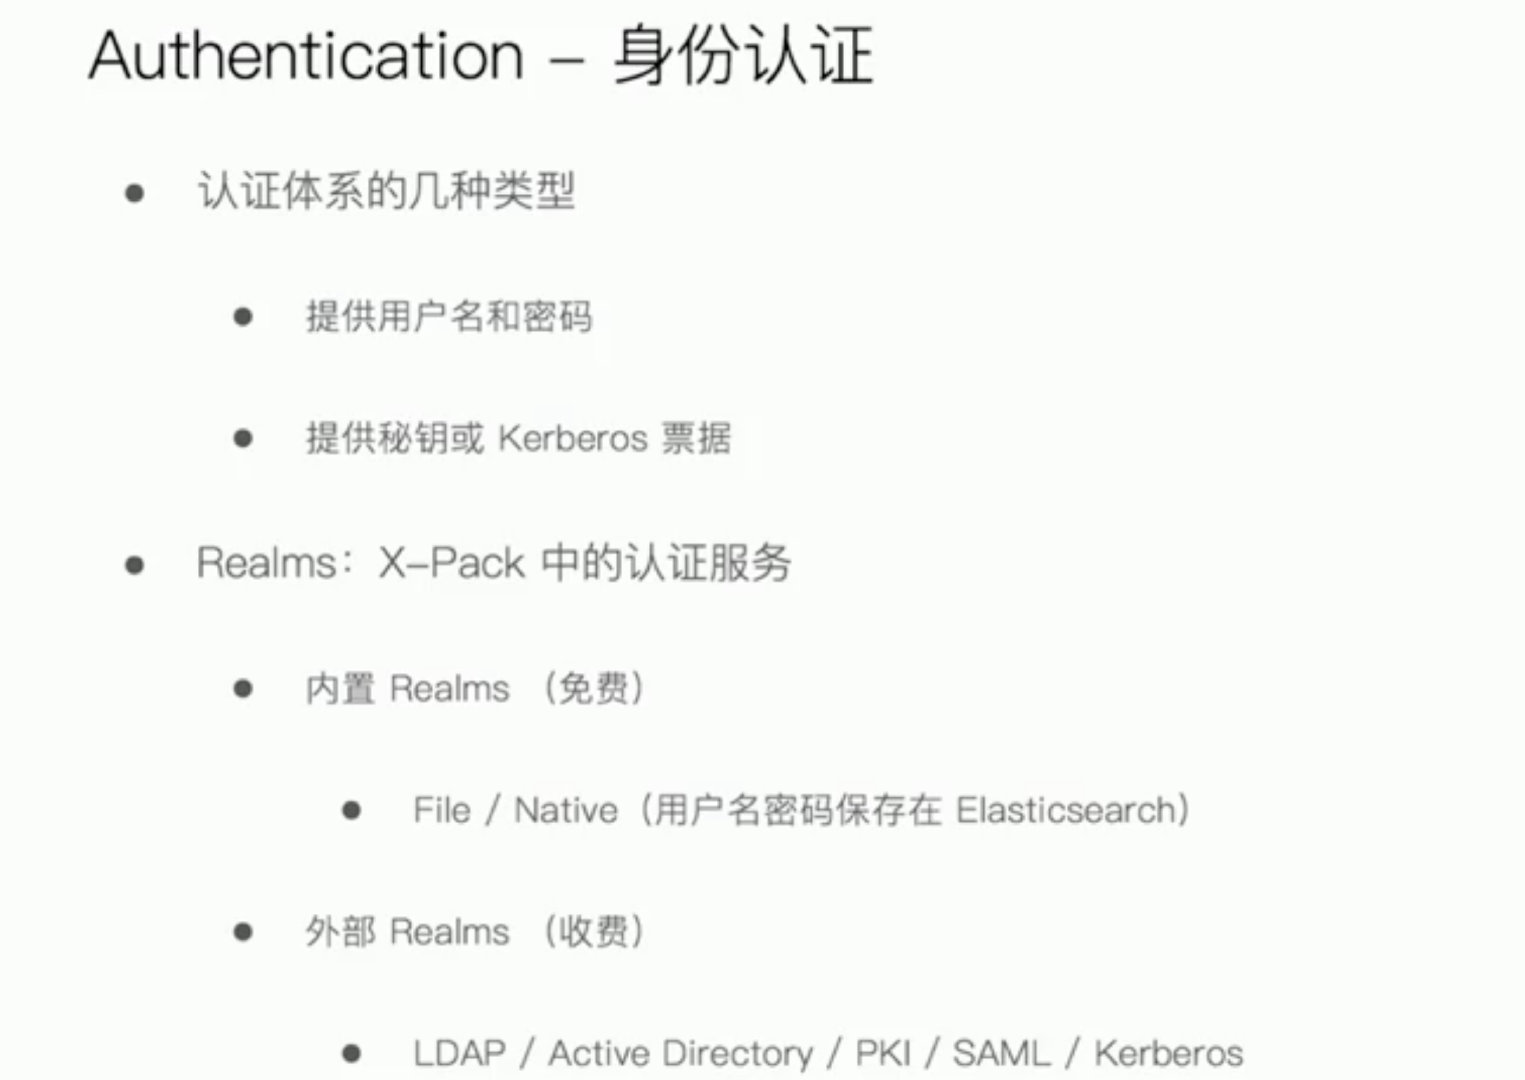 Authentication – 身份认证
● 认证体系的几种类型
● 提供用户名和密码
● 提供秘钥或 Kerberos 票据
● Realms：X–Pack 中的认证服务
● 内置 Realms （免费）
● File / Native（用户名密码保存在 Elasticsearch）
● 外部 Realms （收费）
● LDAP / Active Directory / PKI / SAML / Kerberos